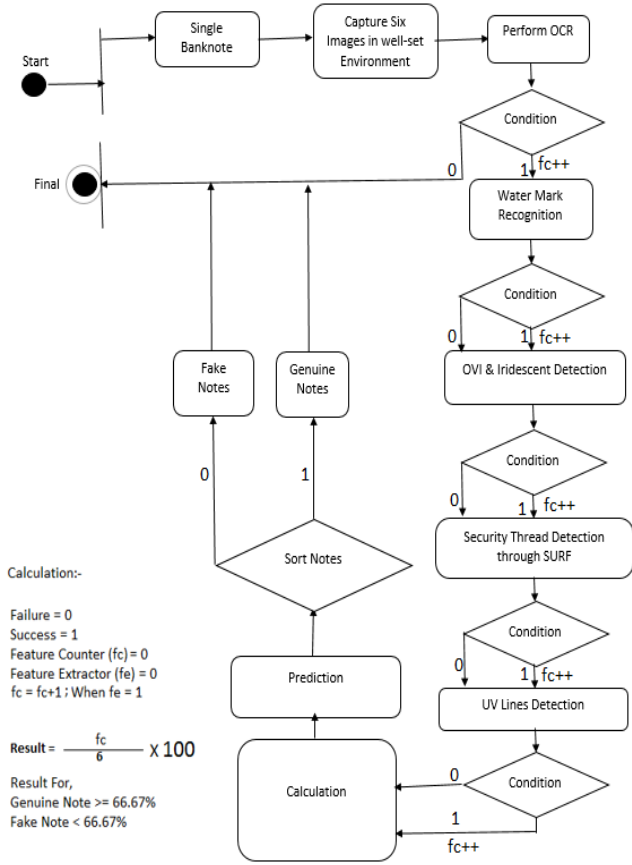 Start
Single
Banknote
Capture Six
Images in well-set
Environment
Perform OCR
Condition
0
1 fc++
Final
Water Mark
Recognition
Condition
0
1 fc++
OVI & Iridescent Detection
Fake
Notes
Genuine
Notes
Condition
0
1 fc++
0
1
Security Thread Detection
through SURF
Sort Notes
Condition
0
1 fc++
UV Lines Detection
Prediction
Condition
0
1
fc++
Calculation
Calculation:-
Failure = 0
Success = 1
Feature Counter (fc) = 0
Feature Extractor (fe) = 0
fc = fc+1 ; When fe = 1
Result = fc / 6 X 100
Result For,
Genuine Note >= 66.67%
Fake Note < 66.67%